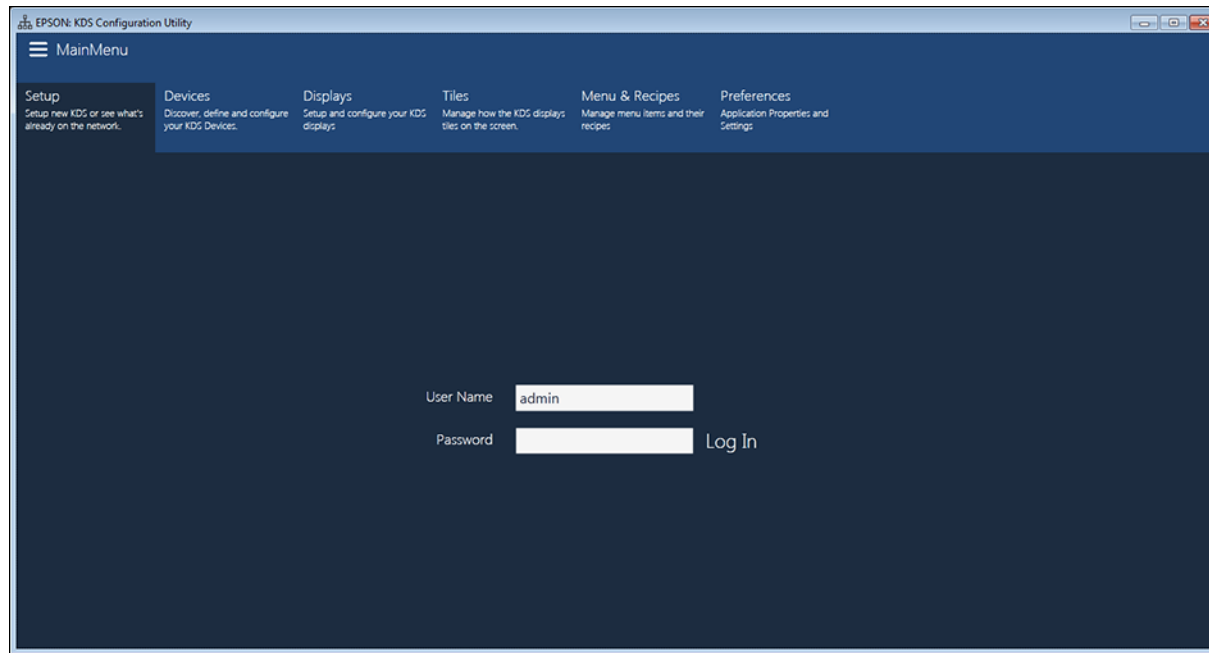 EPSON: KDS Configuration Utility
MainMenu
Setup
Setup new KDS or see what's
already on the network.
Devices
Discover, define and configure
your KDS Devices.
Displays
Setup and configure your KDS
displays
Tiles
Manage how the KDS displays
tiles on the screen.
Menu & Recipes
Manage menu items and their
recipes
Preferences
Application Properties and
Settings
User Name
admin
Password
Log In